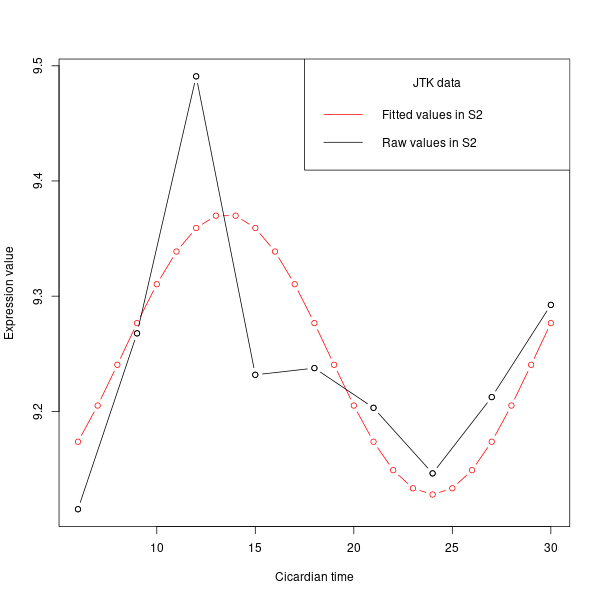 JTK data
Fitted values in S2
Raw values in S2
9.5
9.4
9.3
9.2
Expression value
10 15 20 25 30
Cicardian time